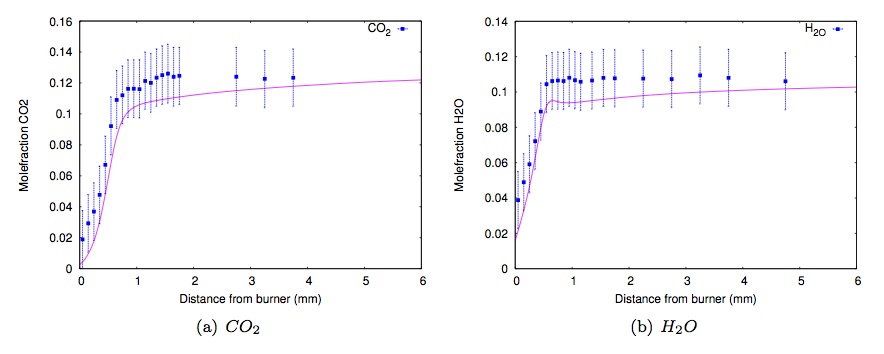 0.16
0.14
0.12
0.1
0.08
0.06
0.04
0.02
0
Molefraction CO2
CO2
0 1 2 3 4 5 6
Distance from burner (mm)
(a) CO2
0.14
0.12
0.1
0.08
0.06
0.04
0.02
0
Molefraction H2O
H2O
0 1 2 3 4 5 6
Distance from burner (mm)
(b) H2O